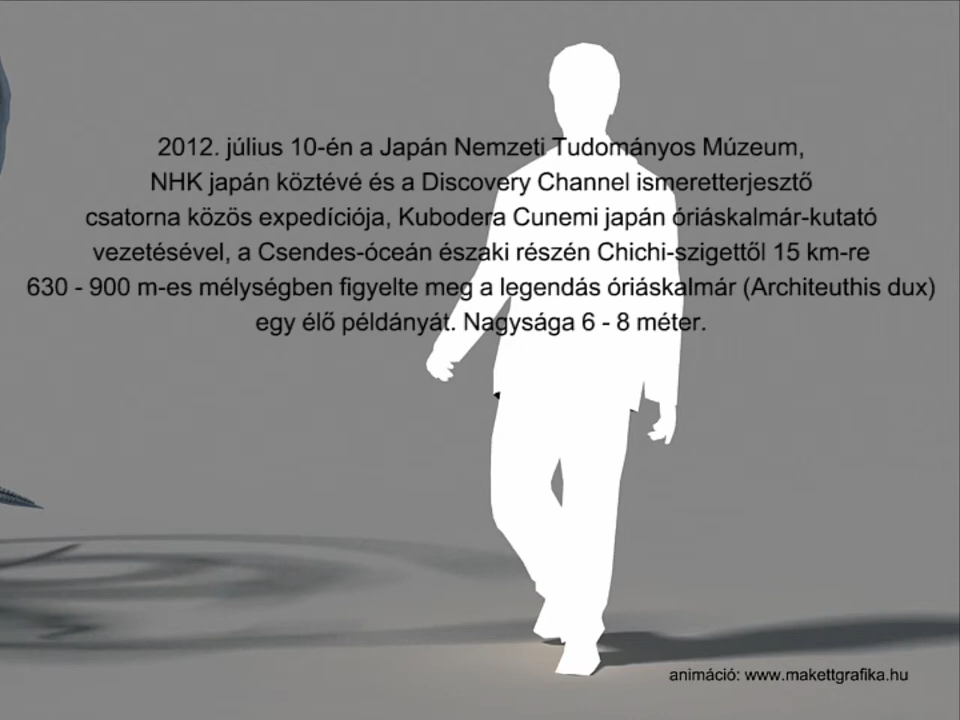 2012. július 10-én a Japán Nemzeti Tudományos Múzeum,
NHK japán köztévé és a Discovery Channel ismeretterjesztő
csatorna közös expedíciója, Kubodera Cunemi japán óriáskalmár-kutató
vezetésével, a Csendes-óceán északi részén Chichi-szigettől 15 km-re
630 - 900 m-es mélységben figyelte meg a legendás óriáskalmár (Architeuthis dux)
egy élő példányát. Nagysága 6 - 8 méter.
animáció: www.makettgrafika.hu